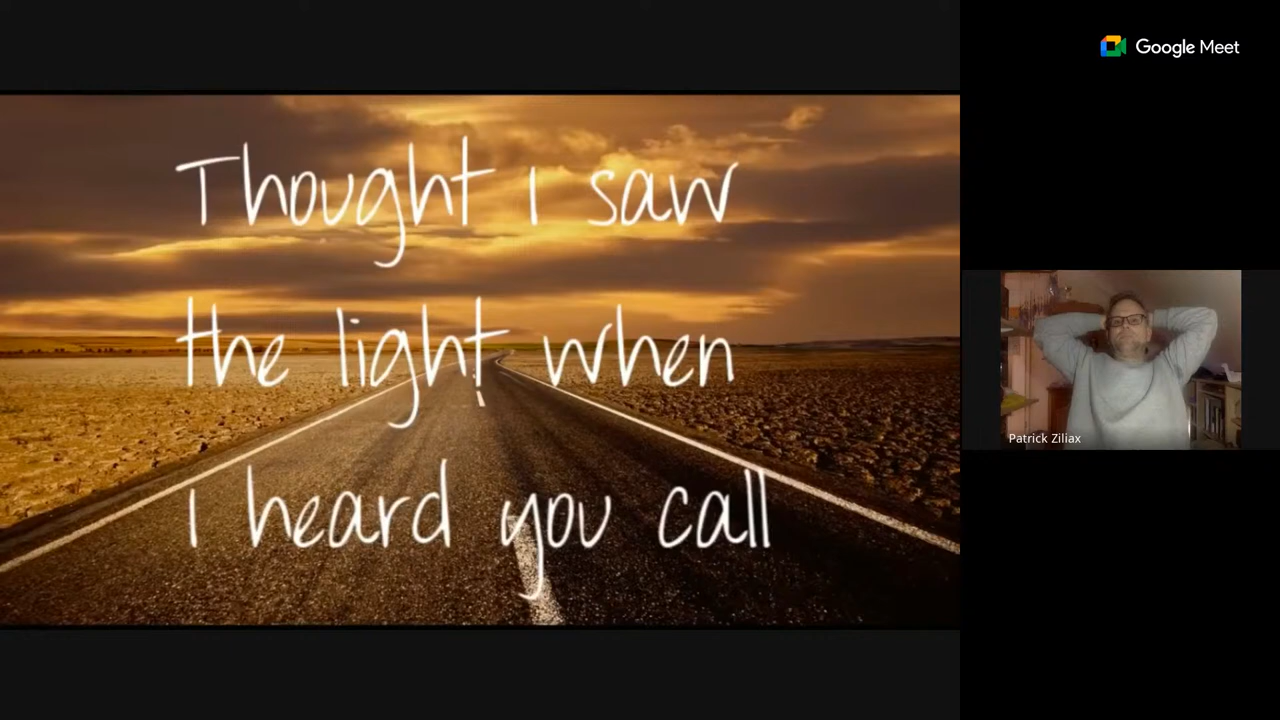 Thought I saw
the light when
I heard you call
Google Meet
Patrick Ziliax